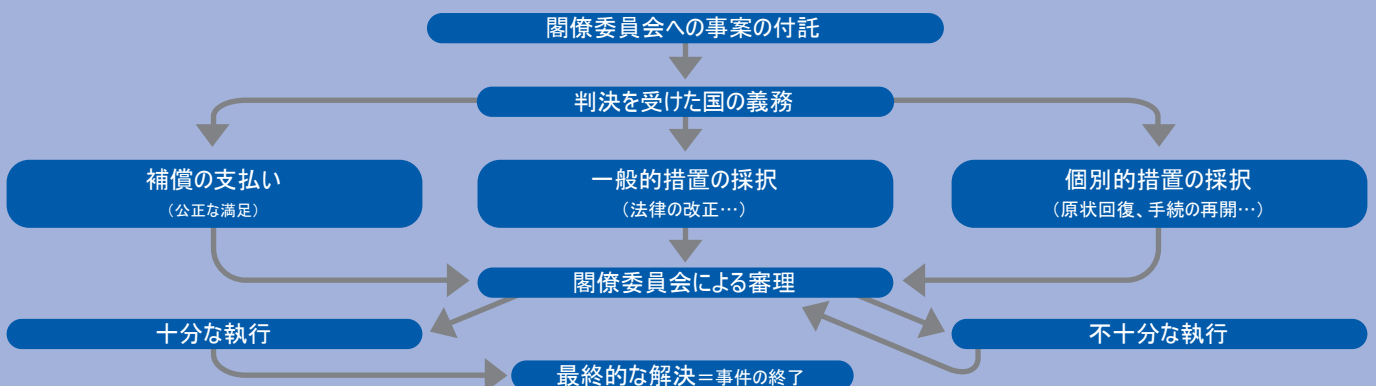 閣僚委員会への事案の付託
判決を受けた国の義務
補償の支払い
（公正な満足）
一般的措置の採択
（法律の改正…）
個別的措置の採択
（原状回復、手続の再開…）
閣僚委員会による審理
十分な執行
不十分な執行
最終的な解決＝事件の終了